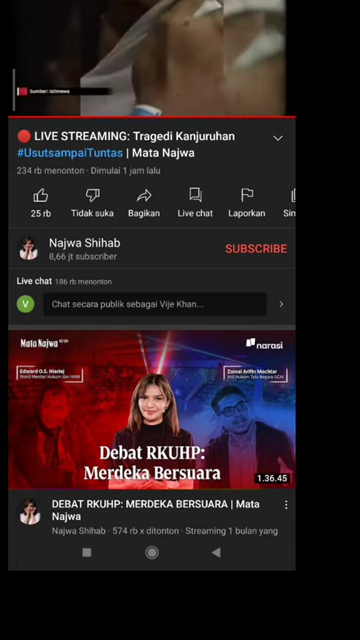 Sumber: Istimewa
🔴 LIVE STREAMING: Tragedi Kanjuruhan
#UsutsampaiTuntas | Mata Najwa
234 rb menonton · Dimulai 1 jam lalu
25 rb
Tidak suka
Bagikan
Live chat
Laporkan
Sim
Najwa Shihab
8,66 jt subscriber
SUBSCRIBE
Live chat 186 rb menonton
V
Chat secara publik sebagai Vije Khan...
Mata Najwa
narasi
Edward O.S. Hiariej
Wakil Menteri Hukum dan HAM
Zainal Arifin Mochtar
Ahli Hukum Tata Negara UGM
Debat RKUHP:
Merdeka Bersuara
1.36.45
DEBAT RKUHP: MERDEKA BERSUARA | Mata
Najwa
Najwa Shihab · 574 rb x ditonton · Streaming 1 bulan yang